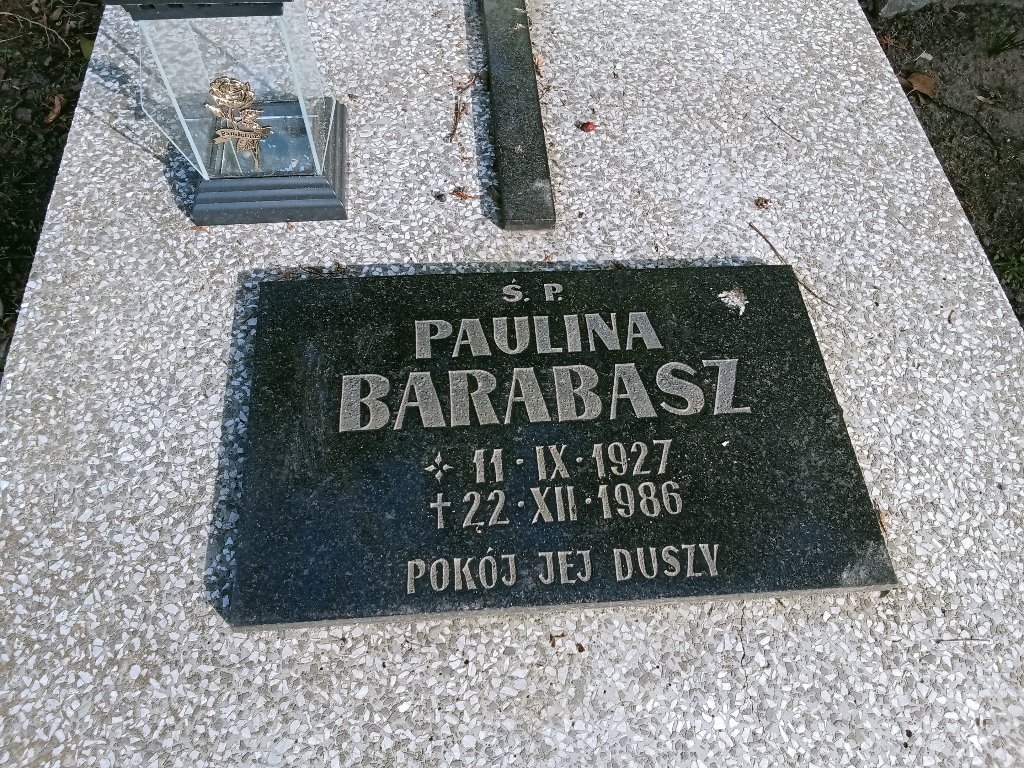 Ś. P.
PAULINA
BARABASZ
11·IX·1927
† 22·XII·1986
POKÓJ JEJ DUSZY